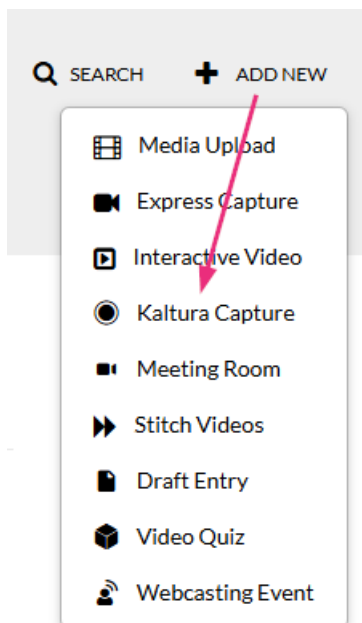 SEARCH ADD NEW
Media Upload
Express Capture
Interactive Video
Kaltura Capture
Meeting Room
Stitch Videos
Draft Entry
Video Quiz
Webcasting Event